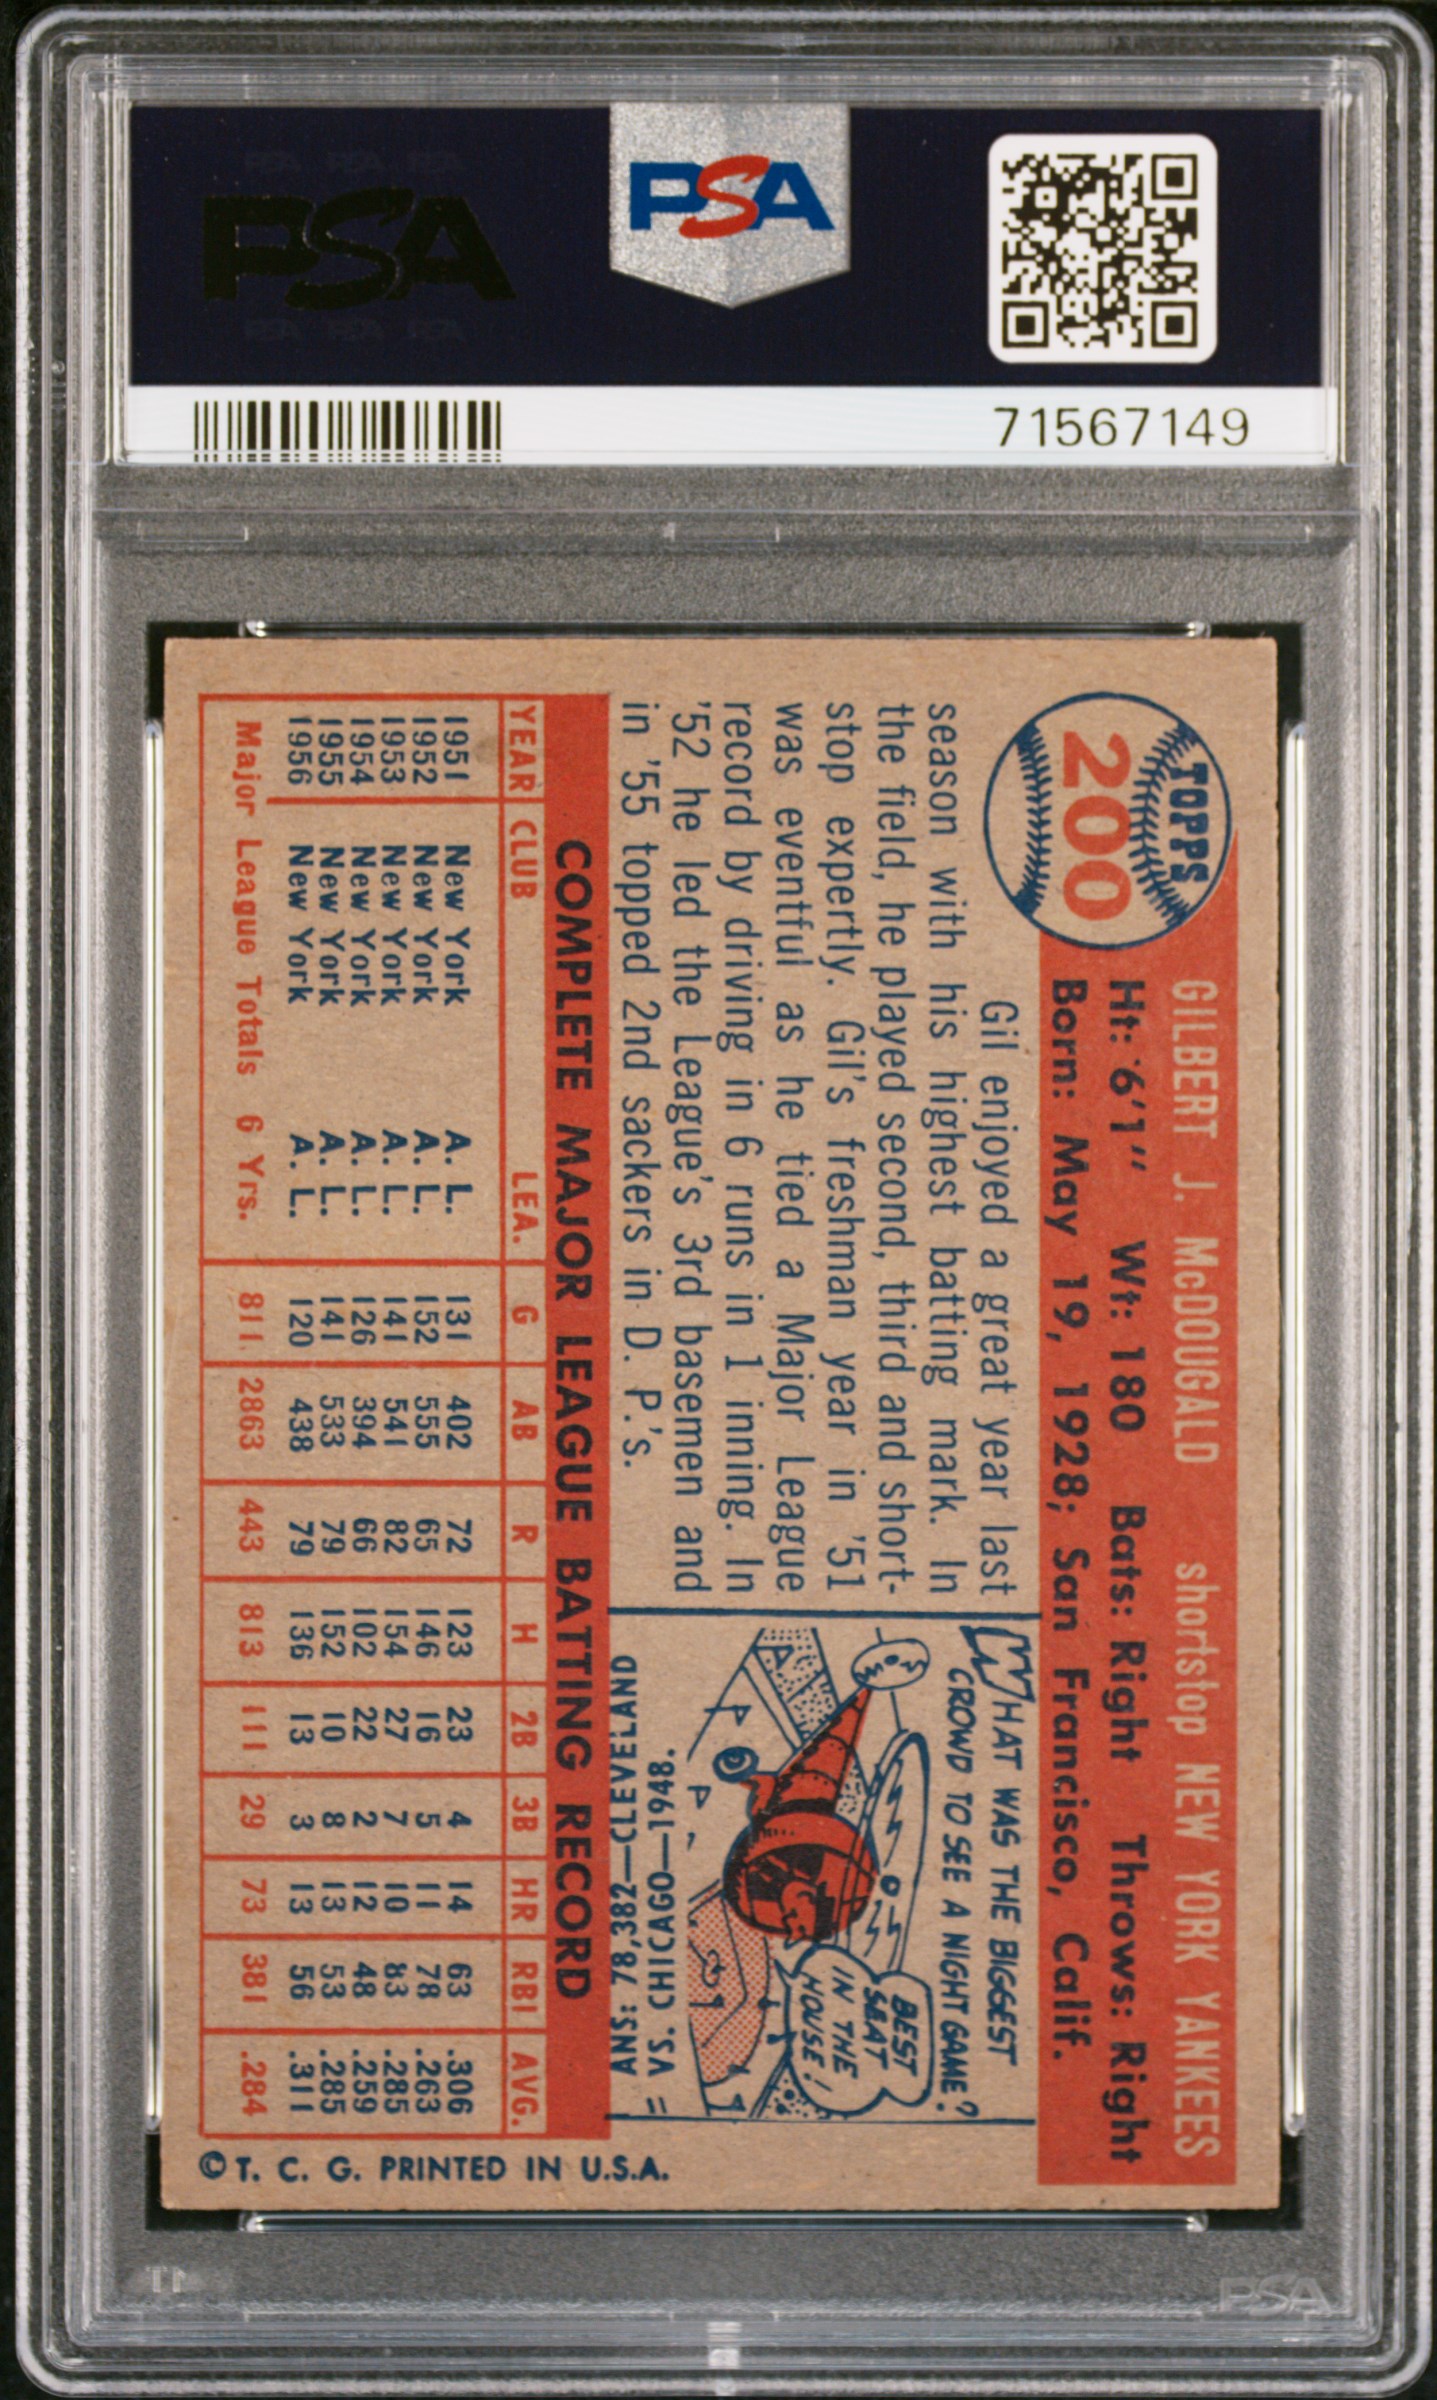 PSA
PSA
71567149
TOPPS
200
GILBERT J. McDOUGALD shortstop NEW YORK YANKEES
Ht: 6'1" Wt: 180 Bats: Right Throws: Right
Born: May 19, 1928; San Francisco, Calif.
Gil enjoyed a great year last
season with his highest batting mark. In
the field, he played second, third and short-
stop expertly. Gil's freshman year in '51
was eventful as he tied a Major League
record by driving in 6 runs in 1 inning. In
'52 he led the League's 3rd basemen and
in '55 topped 2nd sackers in D. P.'s.
WHAT WAS THE BIGGEST
CROWD TO SEE A NIGHT GAME?
BEST
SEAT
IN THE
HOUSE!
ANS: 78,382—CLEVELAND
VS. CHICAGO—1948.
COMPLETE MAJOR LEAGUE BATTING RECORD
YEAR CLUB LEA. G AB R H 2B 3B HR RBI AVG.
1951 New York A. L. 131 402 72 123 23 4 14 63 .306
1952 New York A. L. 152 555 65 146 16 5 11 78 .263
1953 New York A. L. 141 541 82 154 27 7 10 83 .285
1954 New York A. L. 126 394 66 102 22 2 12 48 .259
1955 New York A. L. 141 533 79 152 10 8 13 53 .285
1956 New York A. L. 120 438 79 136 13 3 13 56 .311
Major League Totals 6 Yrs. 811 2863 443 813 111 29 73 381 .284
© T. C. G. PRINTED IN U.S.A.
PSA